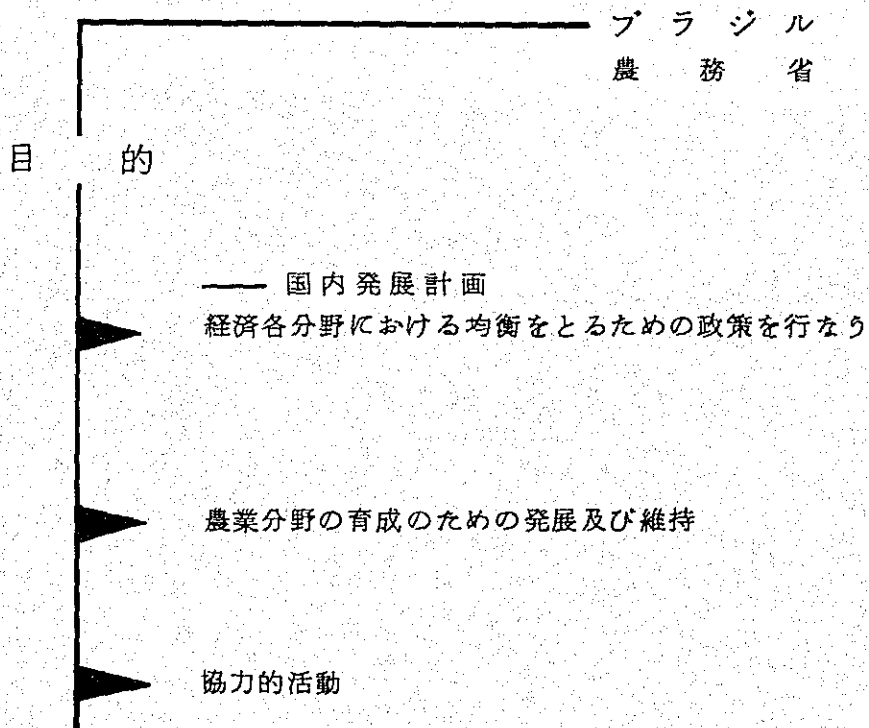 ブラジル
農務省
目的
── 国内発展計画
経済各分野における均衡をとるための政策を行なう
農業分野の育成のための発展及び維持
協力的活動